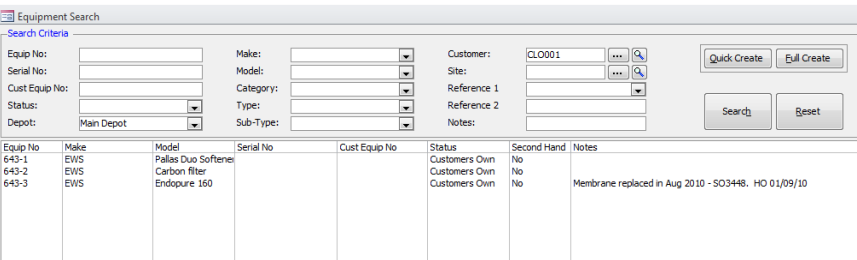 Equipment Search
Search Criteria
Equip No: Make: Customer: CLO001 ... Quick Create Full Create
Serial No: Model: Site: ...
Cust Equip No: Category: Reference 1
Status: Type: Reference 2 Search Reset
Depot: Main Depot Sub-Type: Notes:
Equip No Make Model Serial No Cust Equip No Status Second Hand Notes
643-1 EWS Pallas Duo Softener Customers Own No
643-2 EWS Carbon filter Customers Own No
643-3 EWS Endopure 160 Customers Own No Membrane replaced in Aug 2010 - SO3448. HO 01/09/10